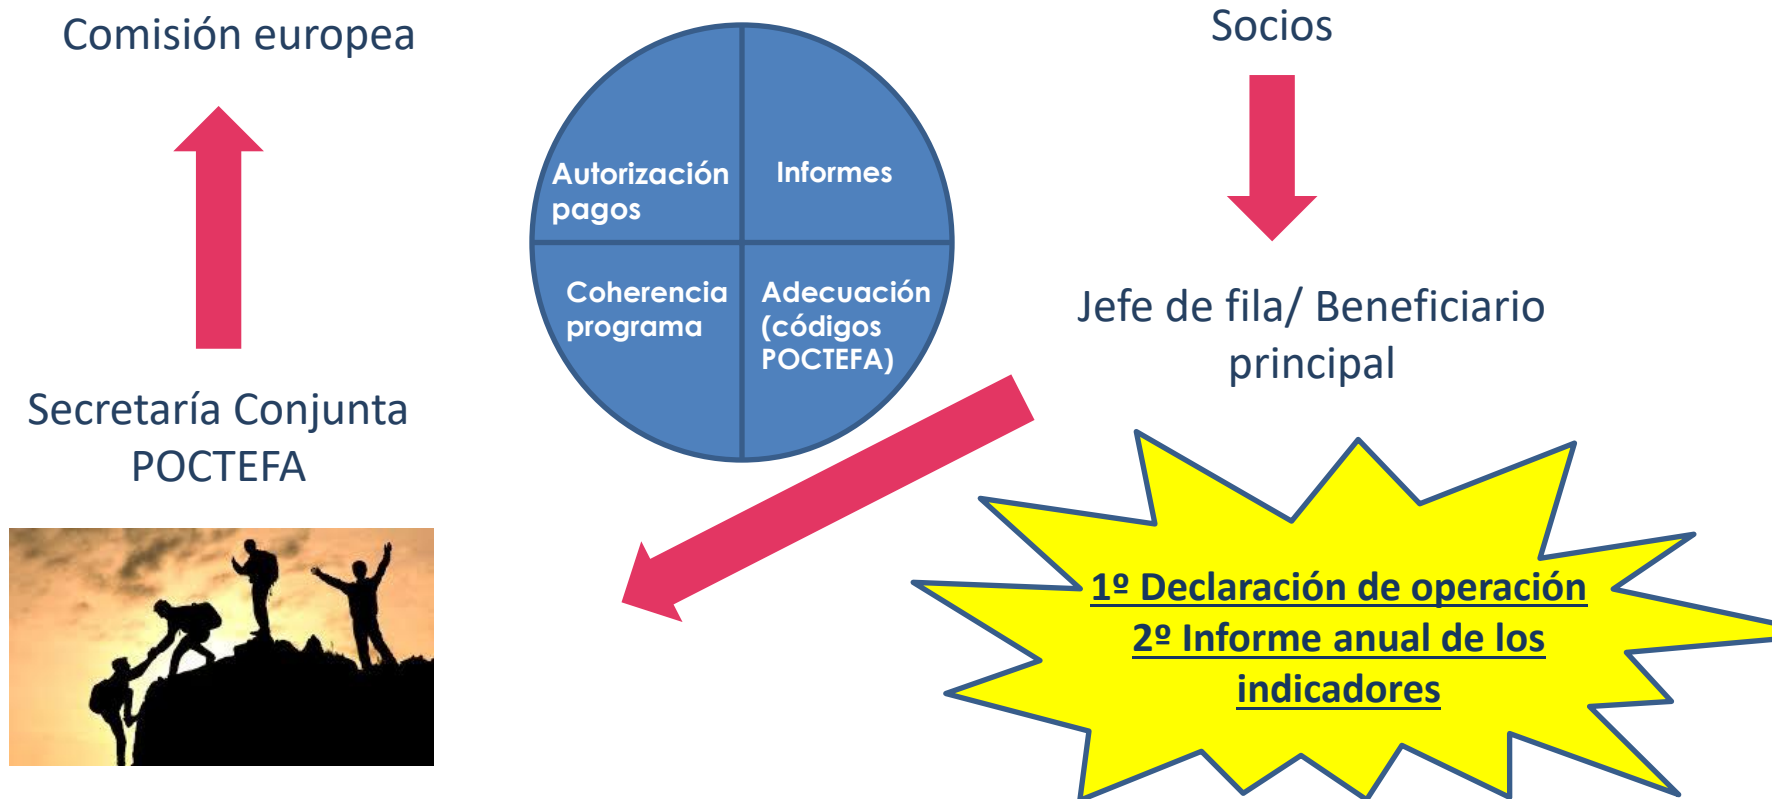 Comisión europea
Socios
Autorización
pagos
Informes
Coherencia
programa
Adecuación
(códigos
POCTEFA)
Jefe de fila/ Beneficiario
principal
Secretaría Conjunta
POCTEFA
1º Declaración de operación
2º Informe anual de los
indicadores